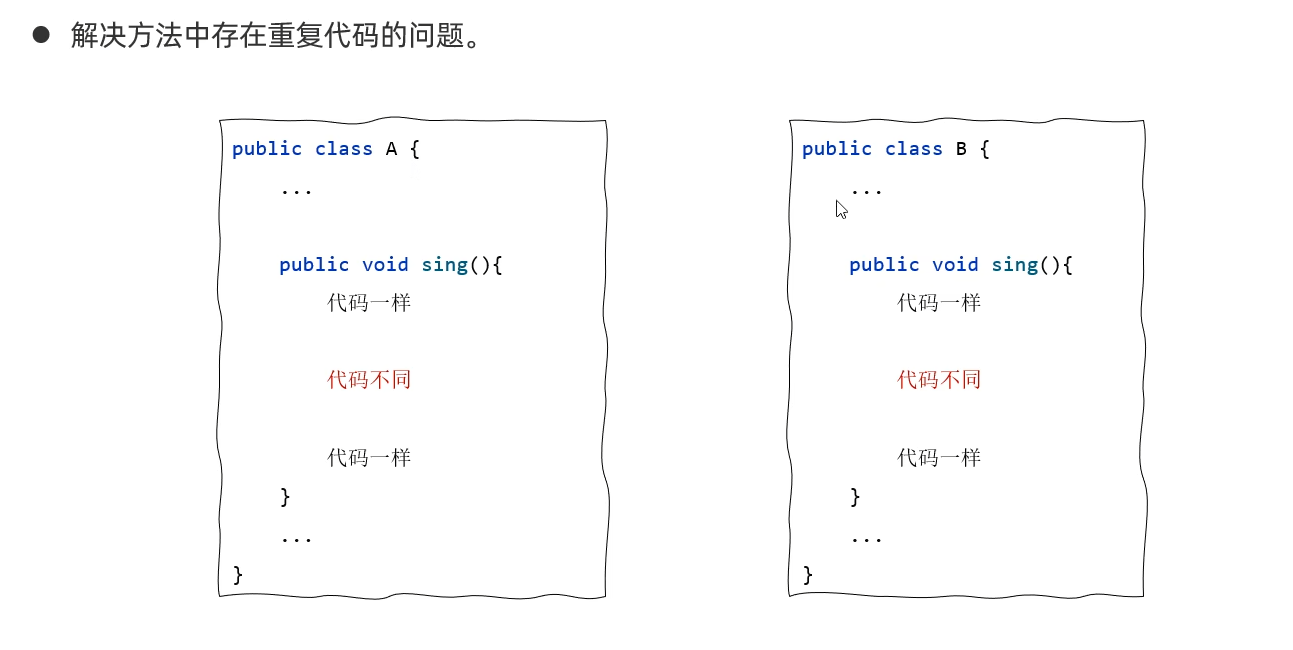 ● 解决方法中存在重复代码的问题。
public class A {
...
public void sing(){
代码一样
代码不同
代码一样
}
...
}
public class B {
...
public void sing(){
代码一样
代码不同
代码一样
}
...
}